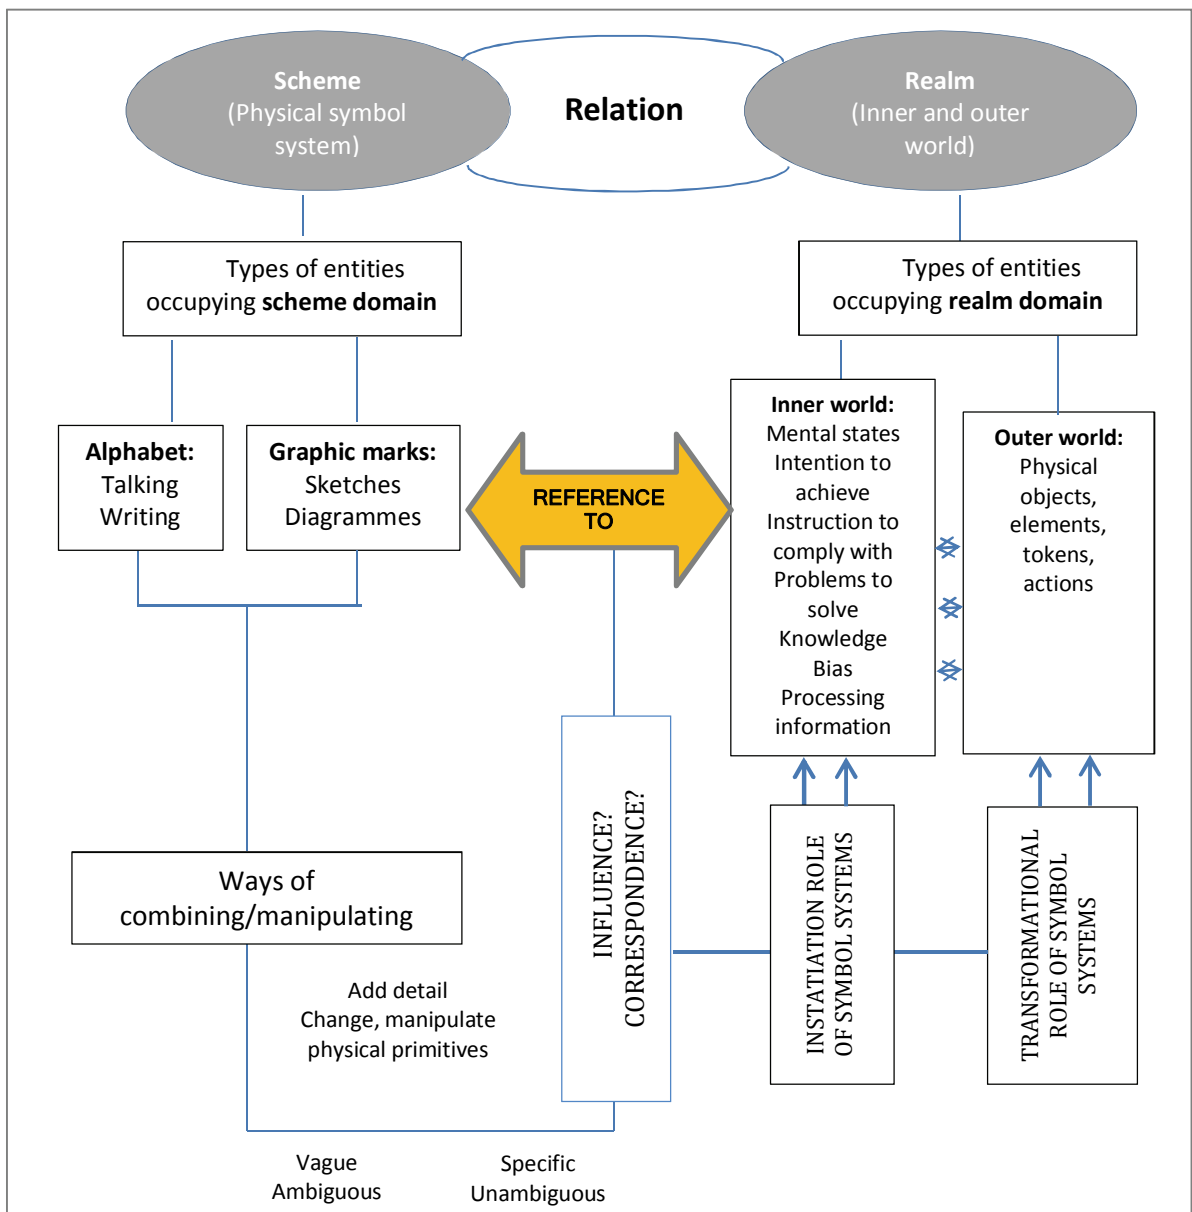 Scheme
(Physical symbol
system)
Relation
Realm
(Inner and outer
world)
Types of entities
occupying scheme domain
Types of entities
occupying realm domain
Alphabet:
Talking
Writing
Graphic marks:
Sketches
Diagrammes
REFERENCE
TO
Inner world:
Mental states
Intention to
achieve
Instruction to
comply with
Problems to
solve
Knowledge
Bias
Processing
information
Outer world:
Physical
objects,
elements,
tokens,
actions
Ways of
combining/manipulating
Add detail
Change, manipulate
physical primitives
INFLUENCE?
CORRESPONDENCE?
INSTATIATION ROLE
OF SYMBOL SYSTEMS
TRANSFORMATIONAL
ROLE OF SYMBOL
SYSTEMS
Vague
Ambiguous
Specific
Unambiguous